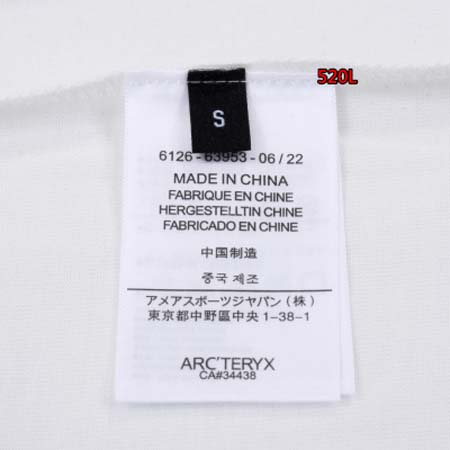 520L
S
6126-63953-06/22
MADE IN CHINA
FABRIQUE EN CHINE
HERGESTELLTIN CHINE
FABRICADO EN CHINE
中国制造
중국 제조
アメアスポーツジャパン（株）
東京都中野區中央1-38-1
ARC'TERYX
CA#34438